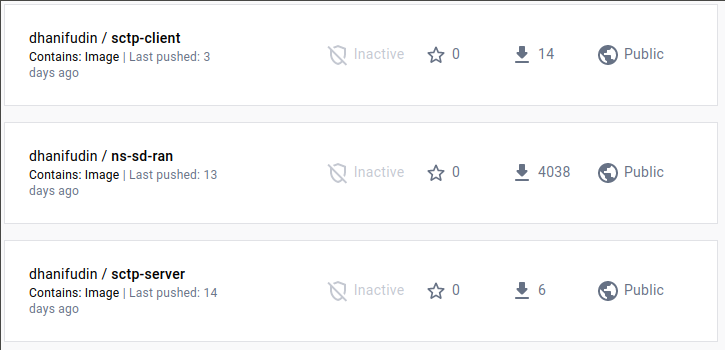 dhanifudin / sctp-client
Contains: Image | Last pushed: 3
days ago
Inactive
0
14
Public
dhanifudin / ns-sd-ran
Contains: Image | Last pushed: 13
days ago
Inactive
0
4038
Public
dhanifudin / sctp-server
Contains: Image | Last pushed: 14
days ago
Inactive
0
6
Public